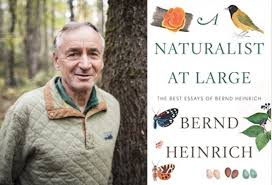 A
NATURALIST
AT LARGE
THE BEST ESSAYS OF BERND HEINRICH
BERND
HEINRICH